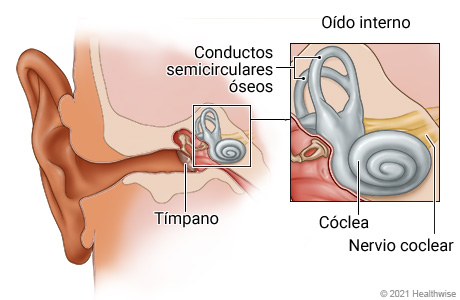 Oído interno
Conductos
semicirculares
óseos
Tímpano
Cóclea
Nervio coclear
© 2021 Healthwise